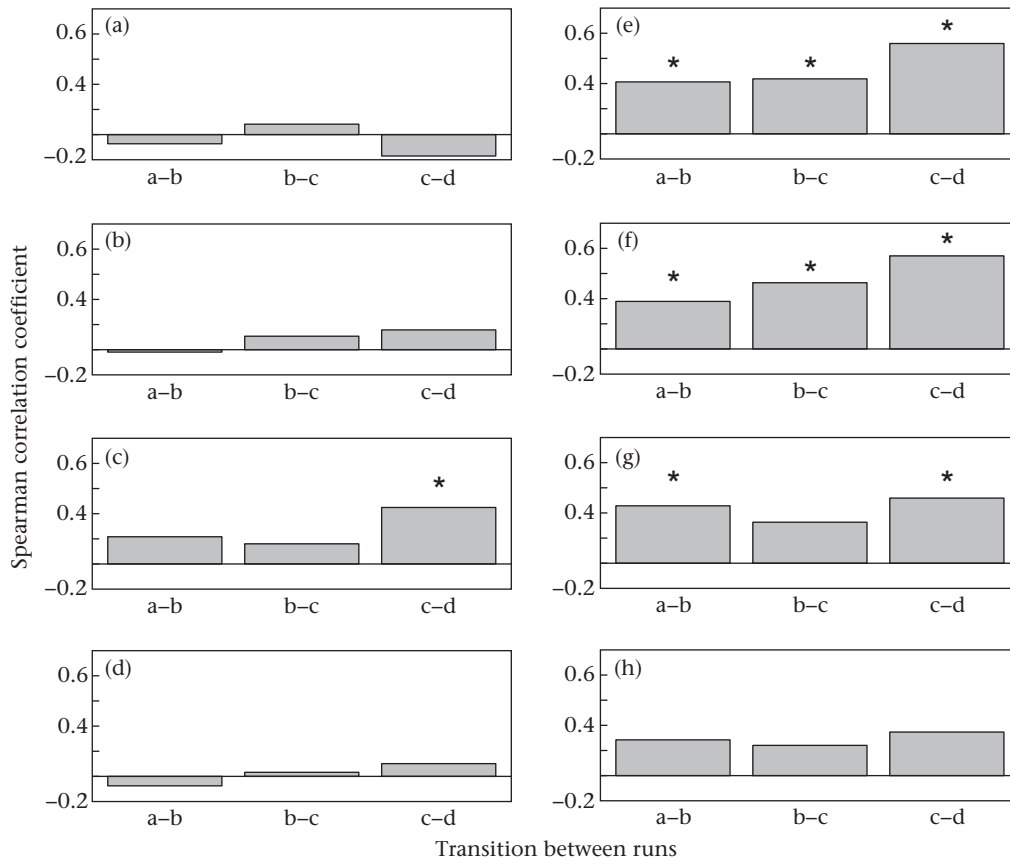 Spearman correlation coefficient
(a)
0.6
0.4
−0.2
a–b b–c c–d
(b)
0.6
0.4
−0.2
a–b b–c c–d
(c)
0.6
0.4
−0.2
*
a–b b–c c–d
(d)
0.6
0.4
−0.2
a–b b–c c–d
(e)
0.6
0.4
−0.2
* * *
a–b b–c c–d
(f)
0.6
0.4
−0.2
* * *
a–b b–c c–d
(g)
0.6
0.4
−0.2
* *
a–b b–c c–d
(h)
0.6
0.4
−0.2
a–b b–c c–d
Transition between runs